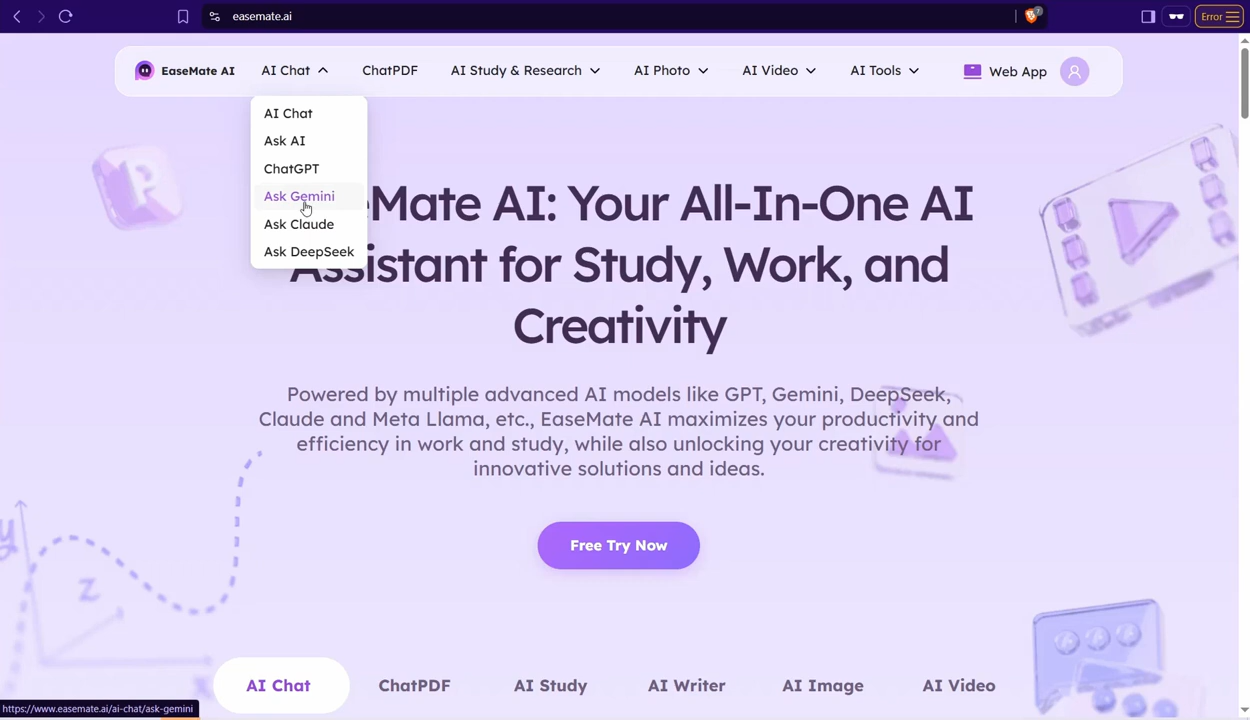 easemate.ai
7
Error
EaseMate AI
AI Chat
ChatPDF
AI Study & Research
AI Photo
AI Video
AI Tools
Web App
AI Chat
Ask AI
ChatGPT
Ask Gemini
Ask Claude
Ask DeepSeek
eMate AI: Your All-In-One AI
Assistant for Study, Work, and
Creativity
Powered by multiple advanced AI models like GPT, Gemini, DeepSeek,
Claude and Meta Llama, etc., EaseMate AI maximizes your productivity and
efficiency in work and study, while also unlocking your creativity for
innovative solutions and ideas.
Free Try Now
P
y
z
AI Chat
ChatPDF
AI Study
AI Writer
AI Image
AI Video
https://www.easemate.ai/ai-chat/ask-gemini